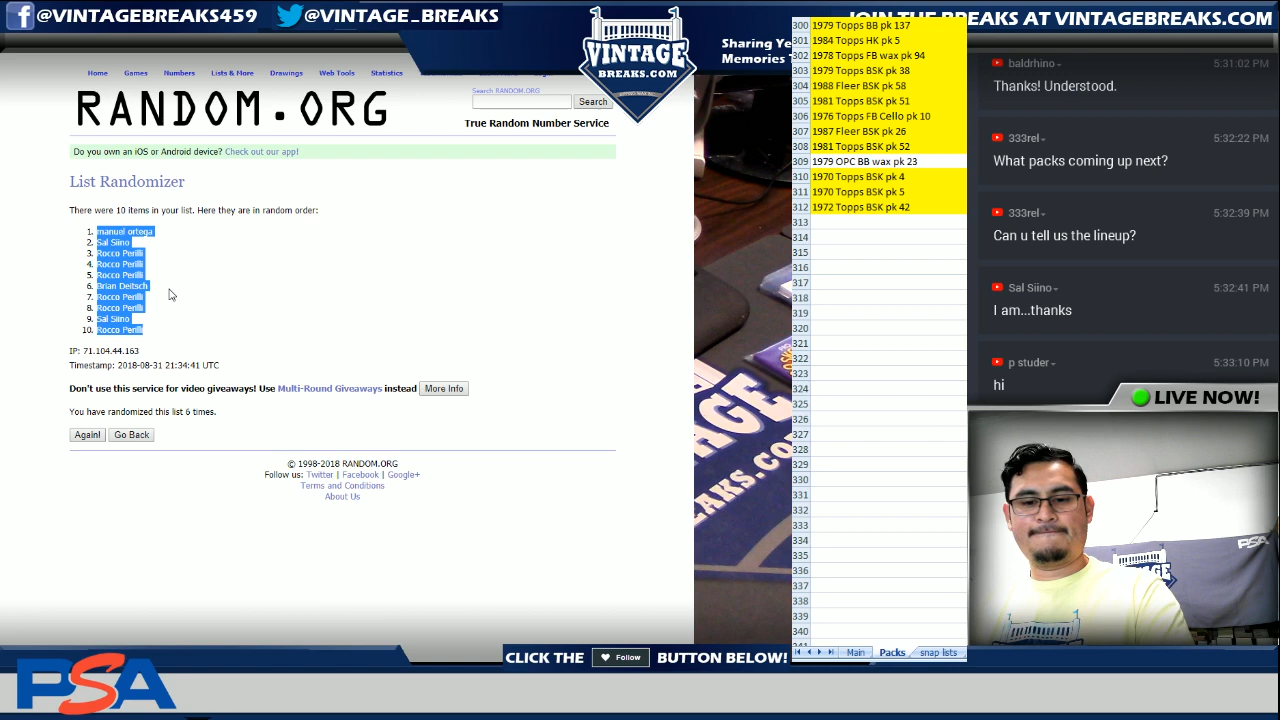 @VINTAGEBREAKS459
@VINTAGE_BREAKS
VINTAGE
BREAKS.COM
Sharing Ye
Memories
JOIN THE BREAKS AT VINTAGEBREAKS.COM
Home Games Numbers Lists & More Drawings Web Tools Statistics
RANDOM.ORG
Search RANDOM.ORG
Search
True Random Number Service
Do you own an iOS or Android device? Check out our app!
List Randomizer
There were 10 items in your list. Here they are in random order:
1. manuel ortega
2. Sal Siino
3. Rocco Perilli
4. Rocco Perilli
5. Rocco Perilli
6. Brian Deitsch
7. Rocco Perilli
8. Rocco Perilli
9. Sal Siino
10. Rocco Perilli
IP: 71.104.44.163
Timestamp: 2018-08-31 21:34:41 UTC
Don't use this service for video giveaways! Use Multi-Round Giveaways instead More Info
You have randomized this list 6 times.
Again! Go Back
© 1998-2018 RANDOM.ORG
Follow us: Twitter | Facebook | Google+
Terms and Conditions
About Us
300 1979 Topps BB pk 137
301 1984 Topps HK pk 5
302 1978 Topps FB wax pk 94
303 1979 Topps BSK pk 38
304 1988 Fleer BSK pk 58
305 1981 Topps BSK pk 51
306 1976 Topps FB Cello pk 10
307 1987 Fleer BSK pk 26
308 1981 Topps BSK pk 52
309 1979 OPC BB wax pk 23
310 1970 Topps BSK pk 4
311 1970 Topps BSK pk 5
312 1972 Topps BSK pk 42
313
314
315
316
317
318
319
320
321
322
323
324
325
326
327
328
329
330
331
332
333
334
335
336
337
338
339
340
Main Packs snap lists
baldrhino 5:31:02 PM
Thanks! Understood.
333rel 5:32:22 PM
What packs coming up next?
333rel 5:32:39 PM
Can u tell us the lineup?
Sal Siino 5:32:41 PM
I am...thanks
p studer 5:33:10 PM
hi
LIVE NOW!
PSA
CLICK THE Follow BUTTON BELOW!
PSA